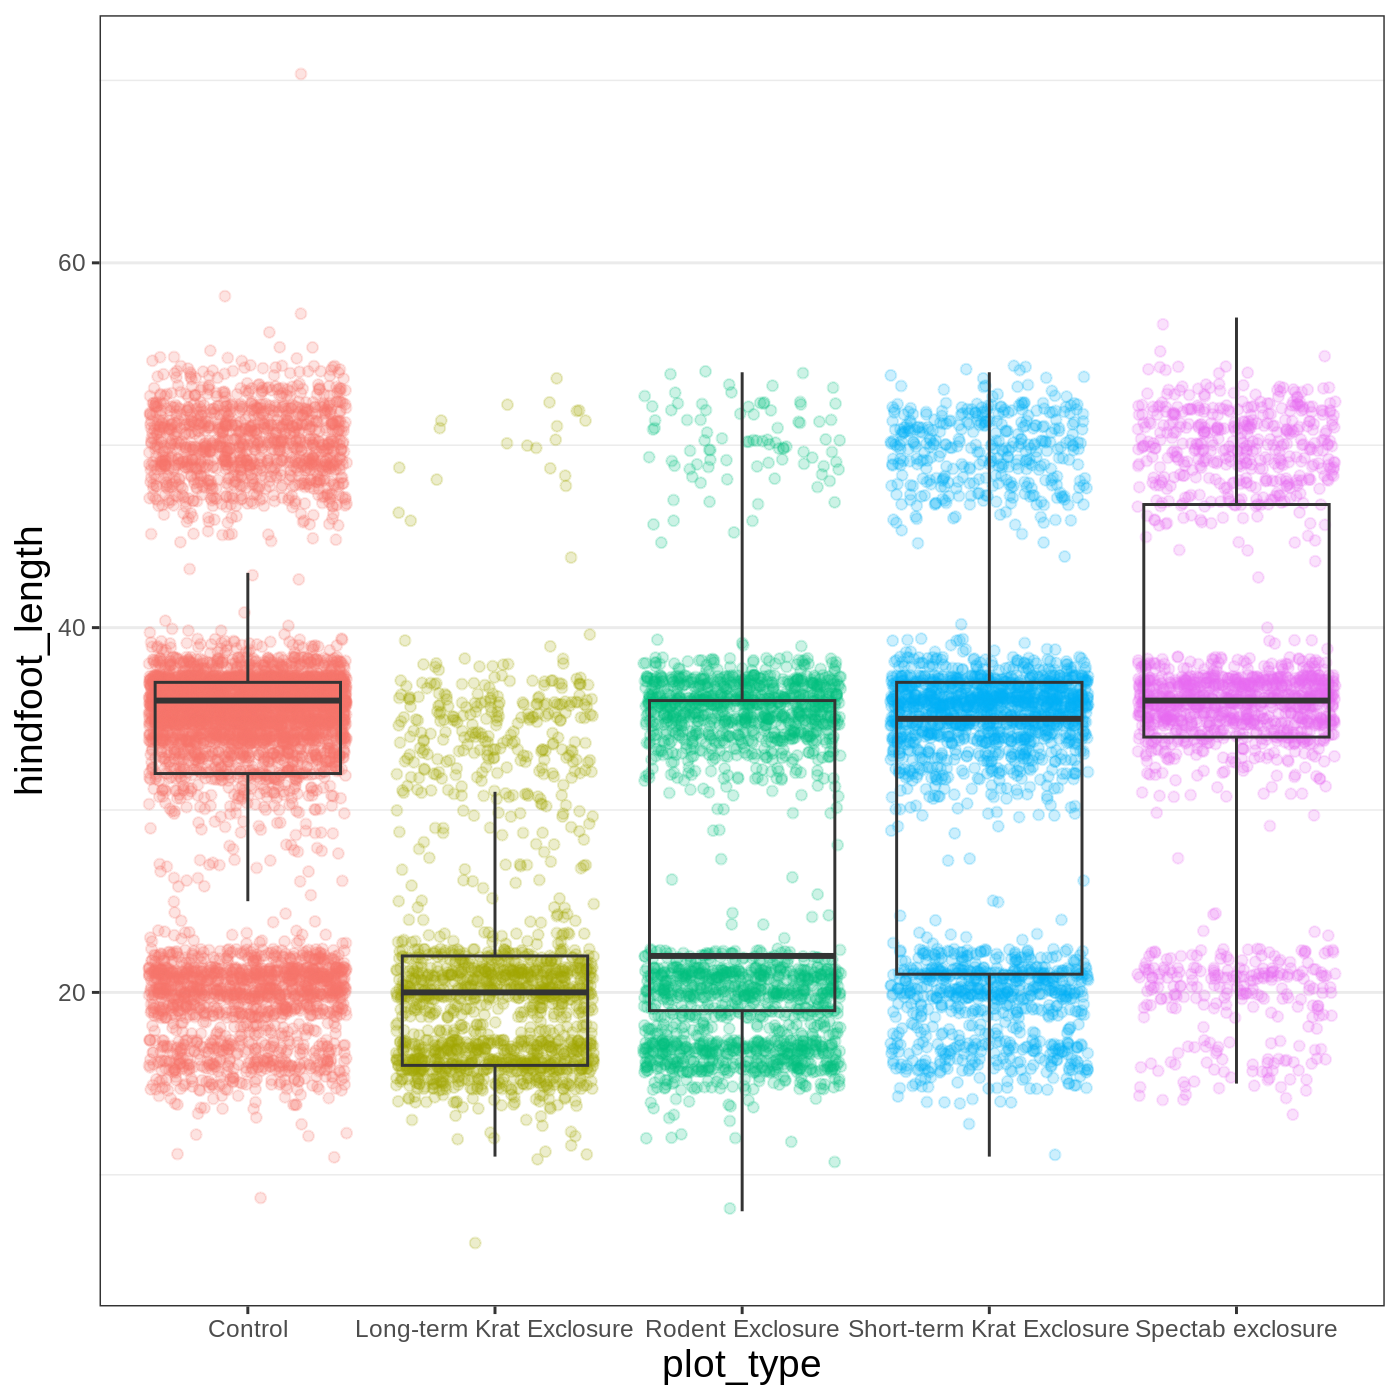 hindfoot_length
60
40
20
Control
Long-term Krat Exclosure
Rodent Exclosure
Short-term Krat Exclosure
Spectab exclosure
plot_type